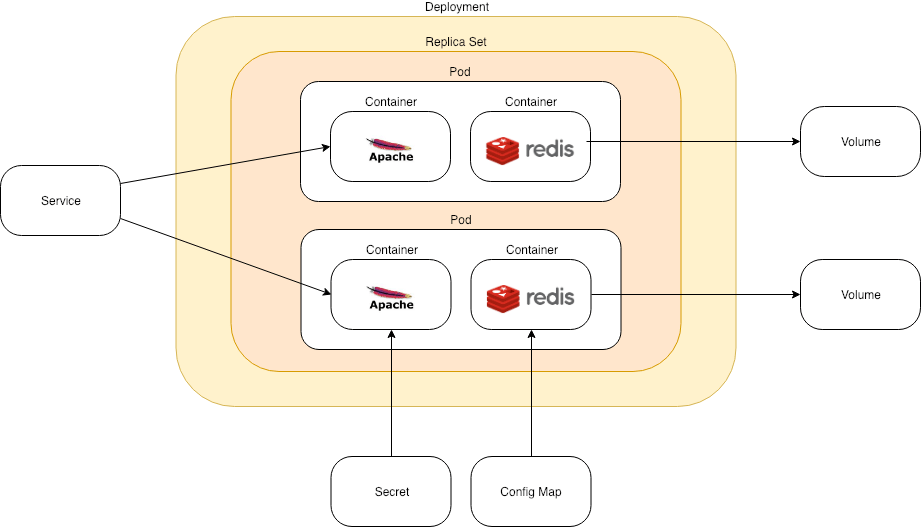 Deployment
Replica Set
Pod
Container
Container
Apache
redis
Volume
Service
Pod
Container
Container
Apache
redis
Volume
Secret
Config Map